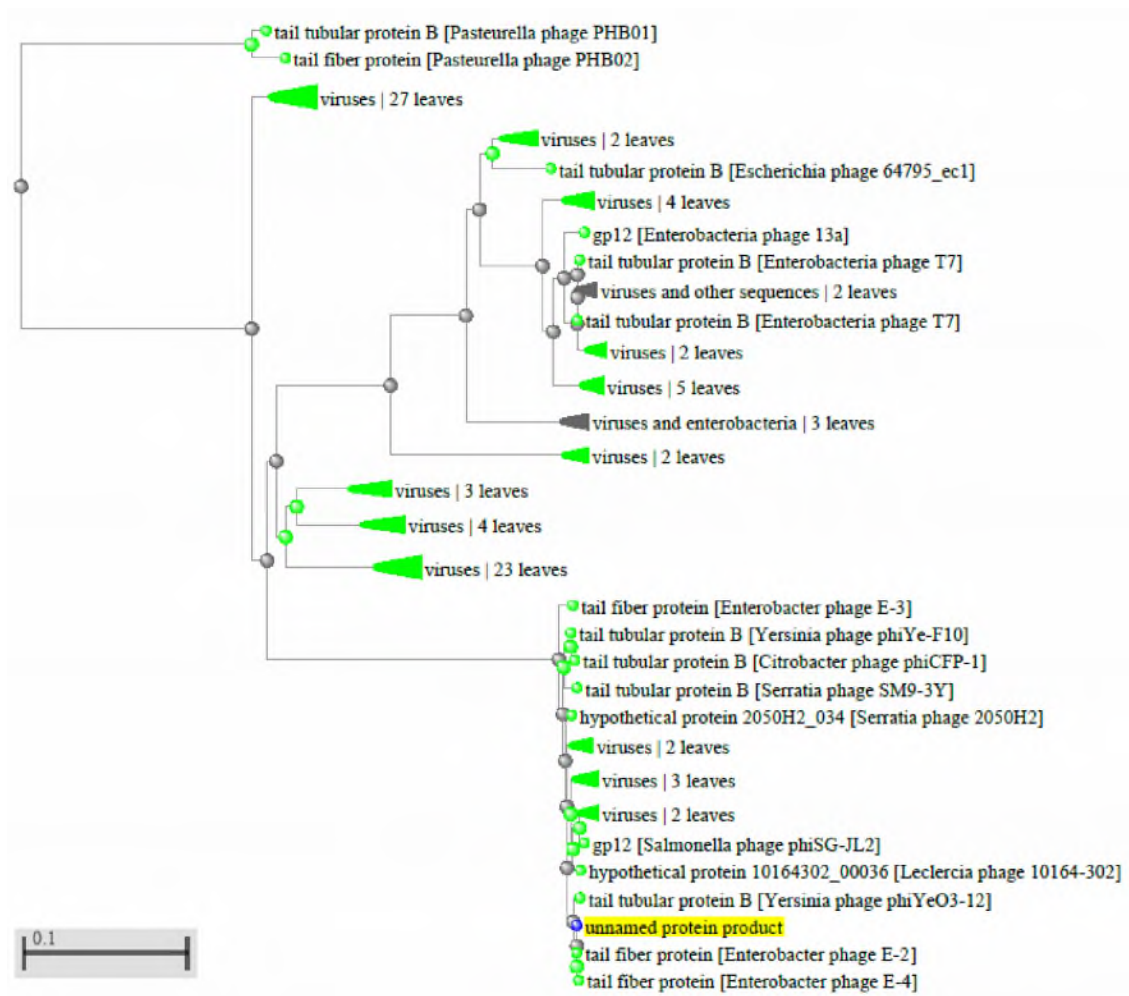 tail tubular protein B [Pasteurella phage PHB01]
tail fiber protein [Pasteurella phage PHB02]
viruses | 27 leaves
viruses | 2 leaves
tail tubular protein B [Escherichia phage 64795_ec1]
viruses | 4 leaves
gp12 [Enterobacteria phage 13a]
tail tubular protein B [Enterobacteria phage T7]
viruses and other sequences | 2 leaves
tail tubular protein B [Enterobacteria phage T7]
viruses | 2 leaves
viruses | 5 leaves
viruses and enterobacteria | 3 leaves
viruses | 2 leaves
viruses | 3 leaves
viruses | 4 leaves
viruses | 23 leaves
tail fiber protein [Enterobacter phage E-3]
tail tubular protein B [Yersinia phage phiYe-F10]
tail tubular protein B [Citrobacter phage phiCFP-1]
tail tubular protein B [Serratia phage SM9-3Y]
hypothetical protein 2050H2_034 [Serratia phage 2050H2]
viruses | 2 leaves
viruses | 3 leaves
viruses | 2 leaves
gp12 [Salmonella phage phiSG-JL2]
hypothetical protein 10164302_00036 [Leclercia phage 10164-302]
tail tubular protein B [Yersinia phage phiYeO3-12]
unnamed protein product
tail fiber protein [Enterobacter phage E-2]
tail fiber protein [Enterobacter phage E-4]
0.1